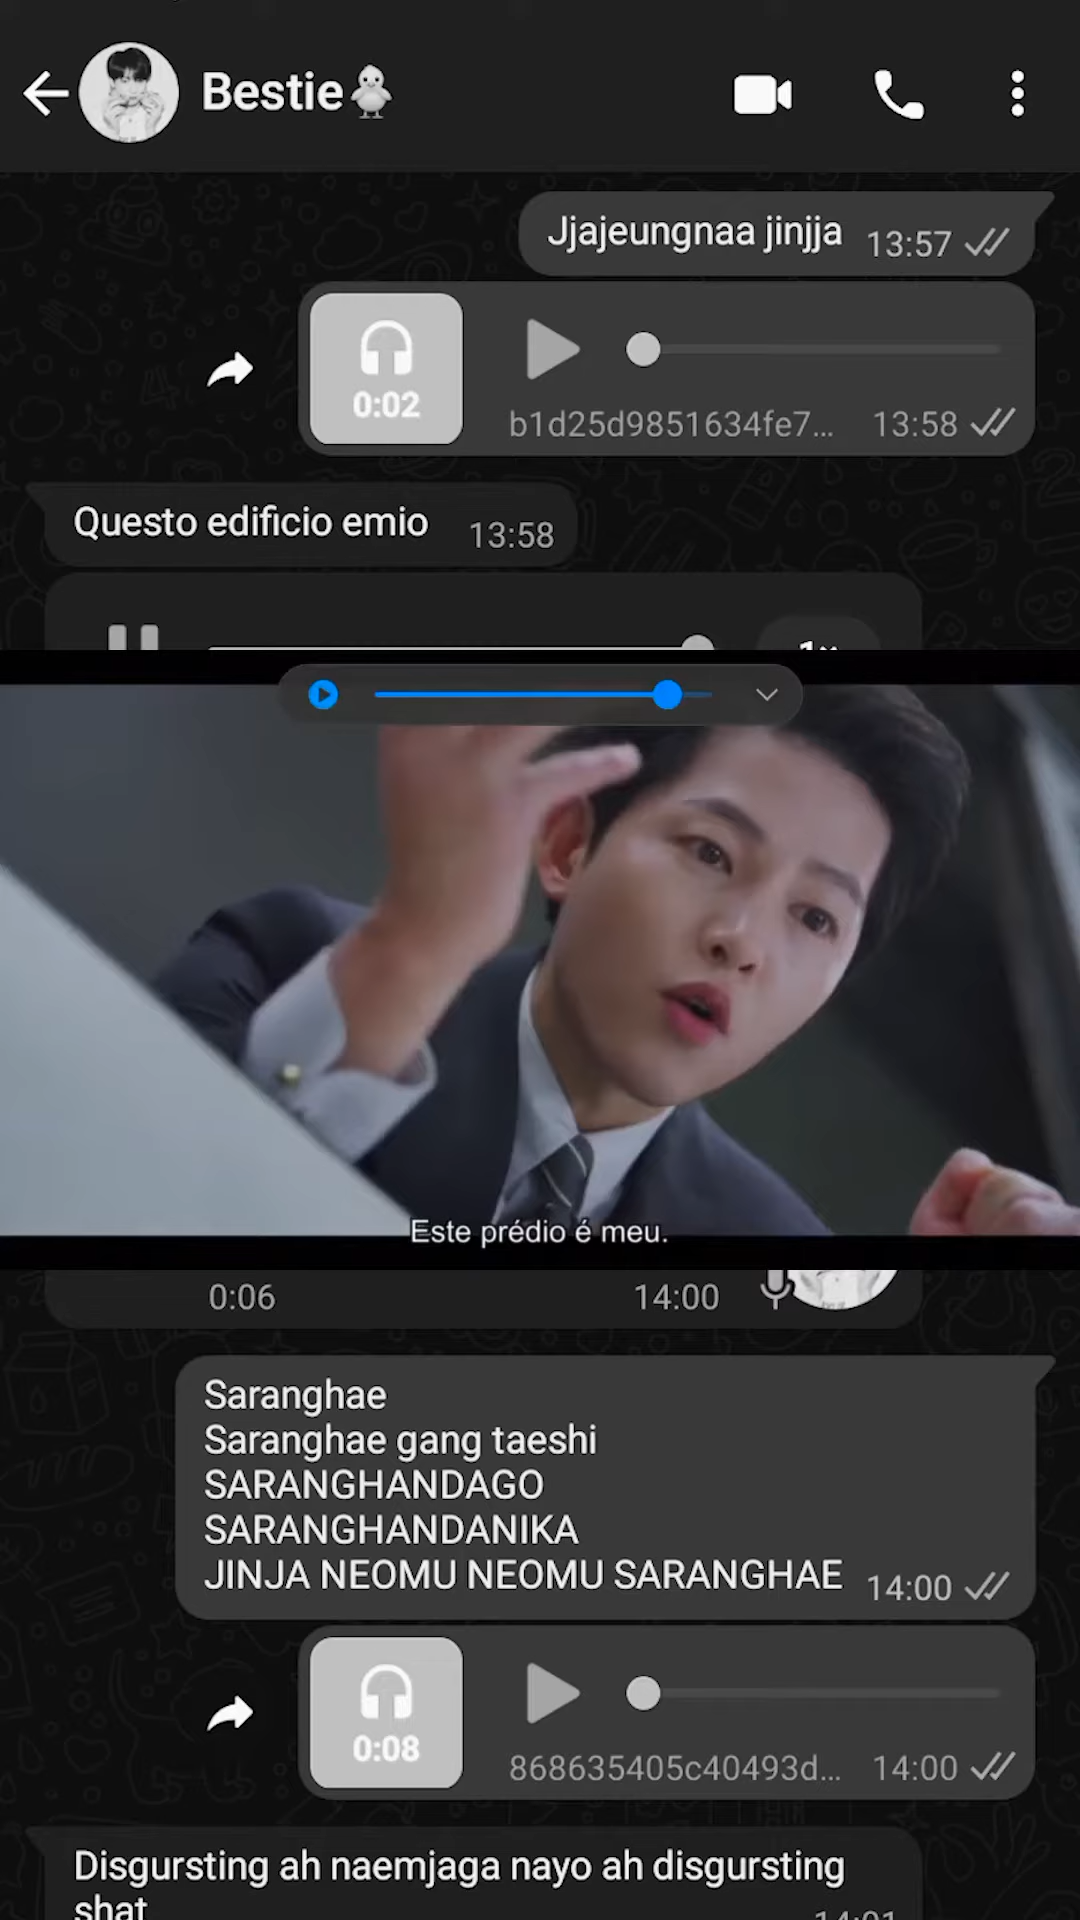 Bestie🐥
Jjajeungnaa jinjja 13:57
0:02
b1d25d9851634fe7... 13:58
Questo edificio emio 13:58
Este prédio é meu.
0:06 14:00
Saranghae
Saranghae gang taeshi
SARANGHANDAGO
SARANGHANDANIKA
JINJA NEOMU NEOMU SARANGHAE 14:00
0:08
868635405c40493d... 14:00
Disgursting ah naemjaga nayo ah disgursting
shat